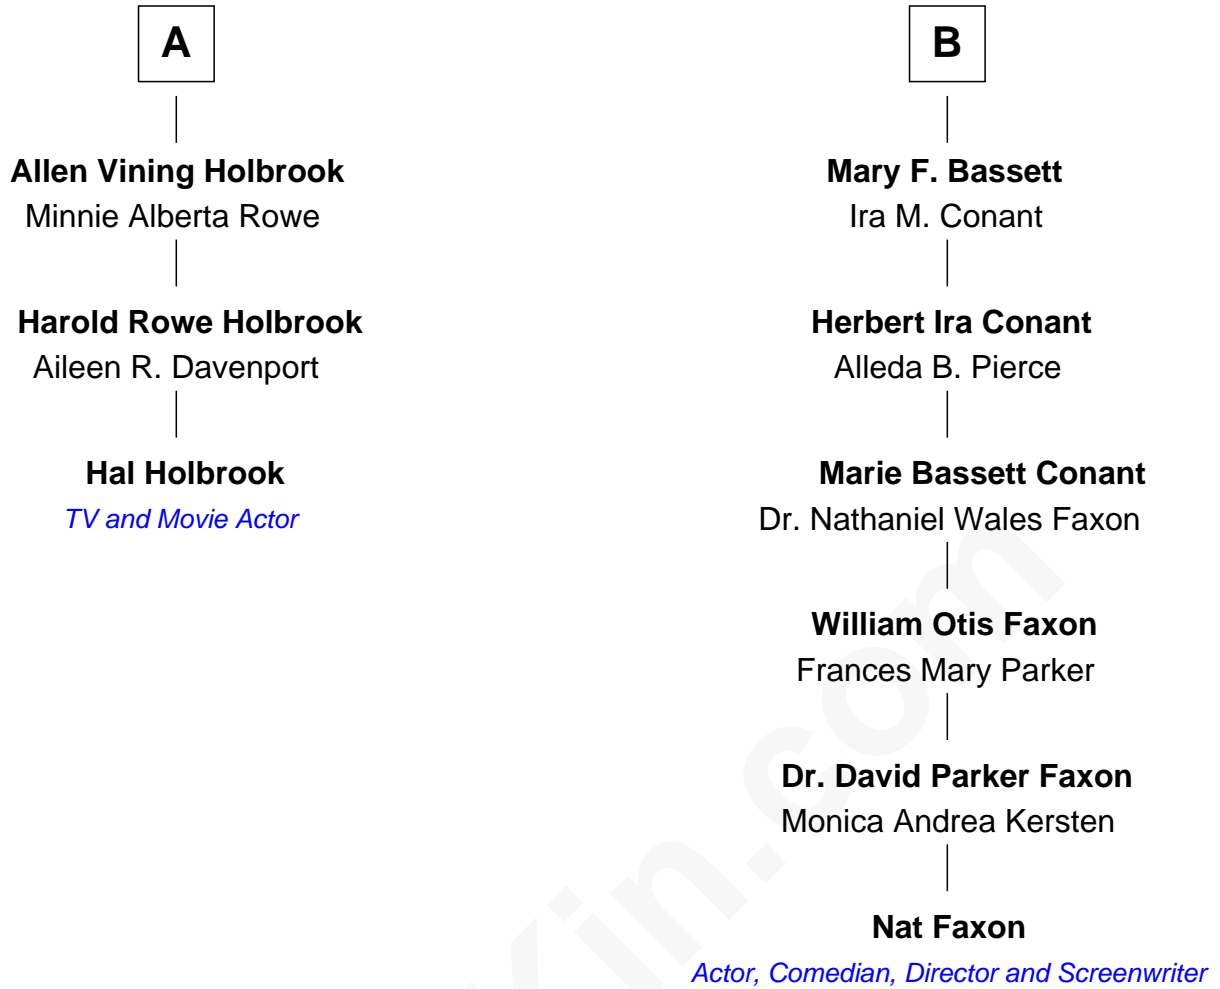 A
Allen Vining Holbrook
Minnie Alberta Rowe
Harold Rowe Holbrook
Aileen R. Davenport
Hal Holbrook
TV and Movie Actor
B
Mary F. Bassett
Ira M. Conant
Herbert Ira Conant
Alleda B. Pierce
Marie Bassett Conant
Dr. Nathaniel Wales Faxon
William Otis Faxon
Frances Mary Parker
Dr. David Parker Faxon
Monica Andrea Kersten
Nat Faxon
Actor, Comedian, Director and Screenwriter
Kin.com